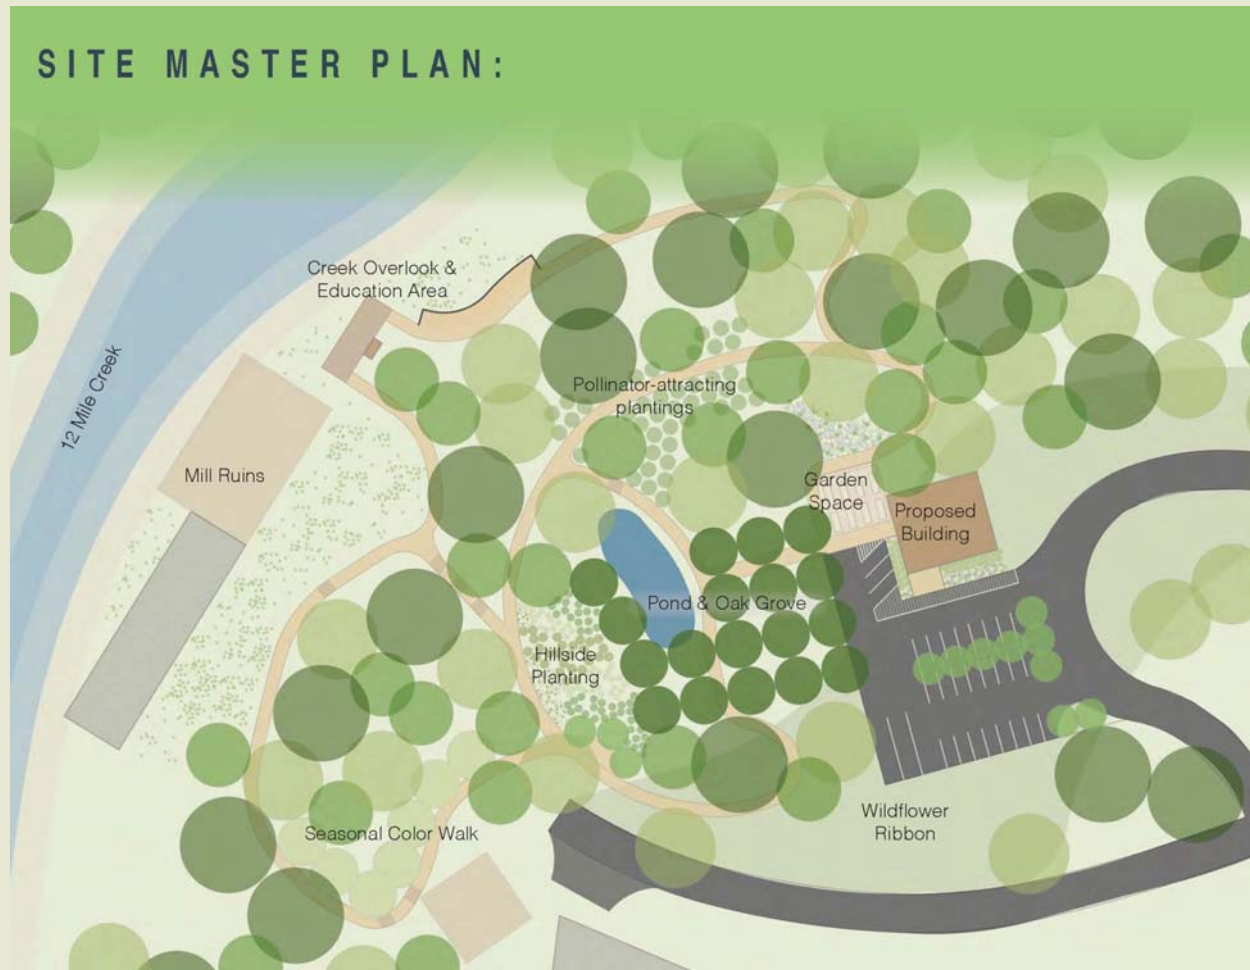 SITE MASTER PLAN:
Creek Overlook &
Education Area
12 Mile Creek
Pollinator-attracting
plantings
Mill Ruins
Garden
Space
Proposed
Building
Pond & Oak Grove
Hillside
Planting
Seasonal Color Walk
Wildflower
Ribbon